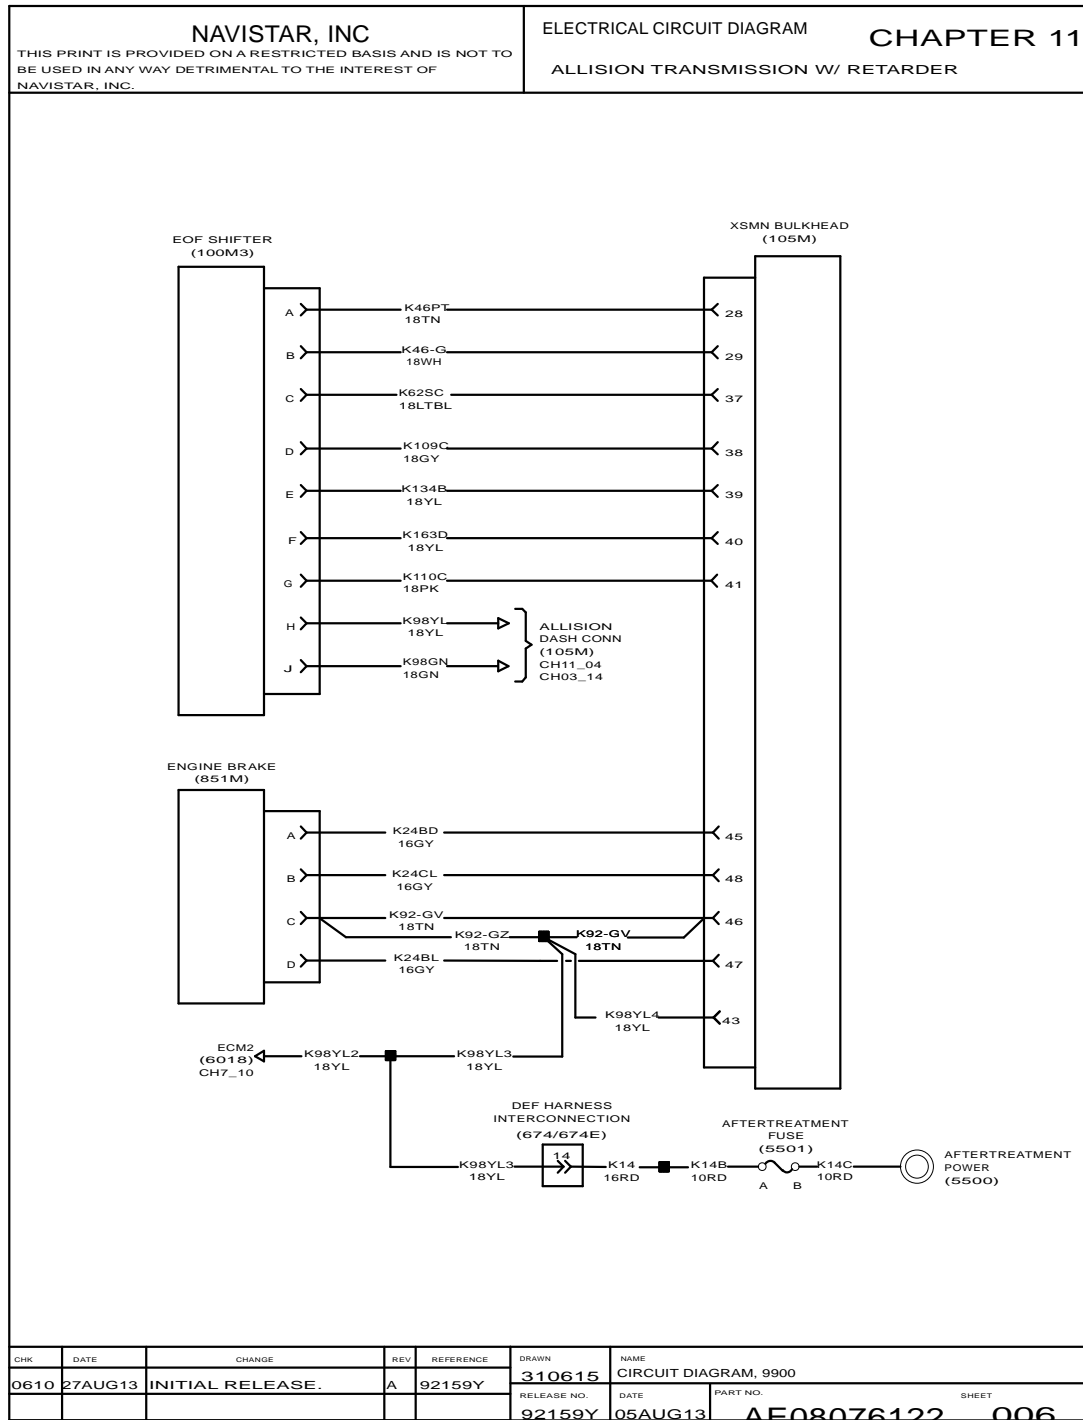 NAVISTAR, INC
THIS PRINT IS PROVIDED ON A RESTRICTED BASIS AND IS NOT TO
BE USED IN ANY WAY DETRIMENTAL TO THE INTEREST OF
NAVISTAR, INC.
ELECTRICAL CIRCUIT DIAGRAM
CHAPTER 11
ALLISION TRANSMISSION W/ RETARDER
EOF SHIFTER
(100M3)
XSMN BULKHEAD
(105M)
A
K46PT
18TN
28
B
K46-G
18WH
29
C
K62SC
18LTBL
37
D
K109C
18GY
38
E
K134B
18YL
39
F
K163D
18YL
40
G
K110C
18PK
41
H
K98YL
18YL
J
K98GN
18GN
ALLISION
DASH CONN
(105M)
CH11_04
CH03_14
ENGINE BRAKE
(851M)
A
K24BD
16GY
45
B
K24CL
16GY
48
C
K92-GV
18TN
46
K92-GZ
18TN
K92-GV
18TN
D
K24BL
16GY
47
K98YL4
18YL
43
ECM2
(6018)
CH7_10
K98YL2
18YL
K98YL3
18YL
DEF HARNESS
INTERCONNECTION
(674/674E)
14
K98YL3
18YL
K14
16RD
K14B
10RD
AFTERTREATMENT
FUSE
(5501)
A B
K14C
10RD
AFTERTREATMENT
POWER
(5500)
CHK DATE CHANGE REV REFERENCE
0610 27AUG13 INITIAL RELEASE. A 92159Y
DRAWN
310615
NAME
CIRCUIT DIAGRAM, 9900
RELEASE NO.
92159Y
DATE
05AUG13
PART NO.
AE08076122
SHEET
006